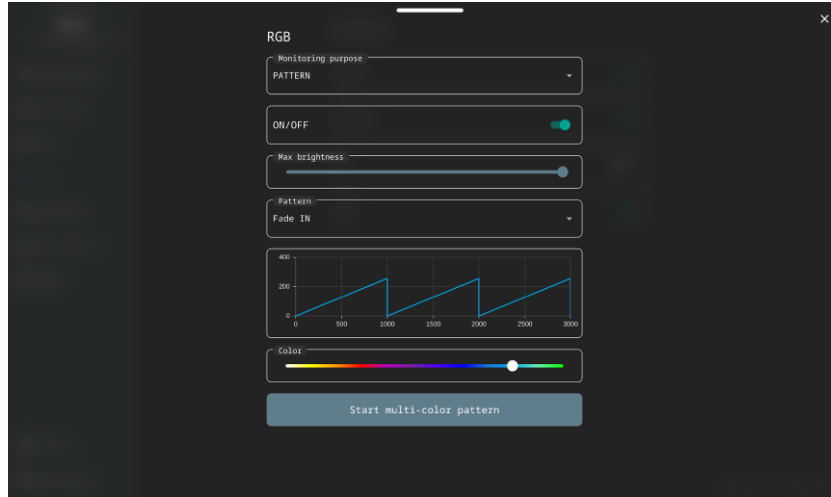 RGB
Monitoring purpose
PATTERN
ON/OFF
Max brightness
Pattern
Fade IN
400
200
0
0 500 1000 1500 2000 2500 3000
Color
Start multi-color pattern